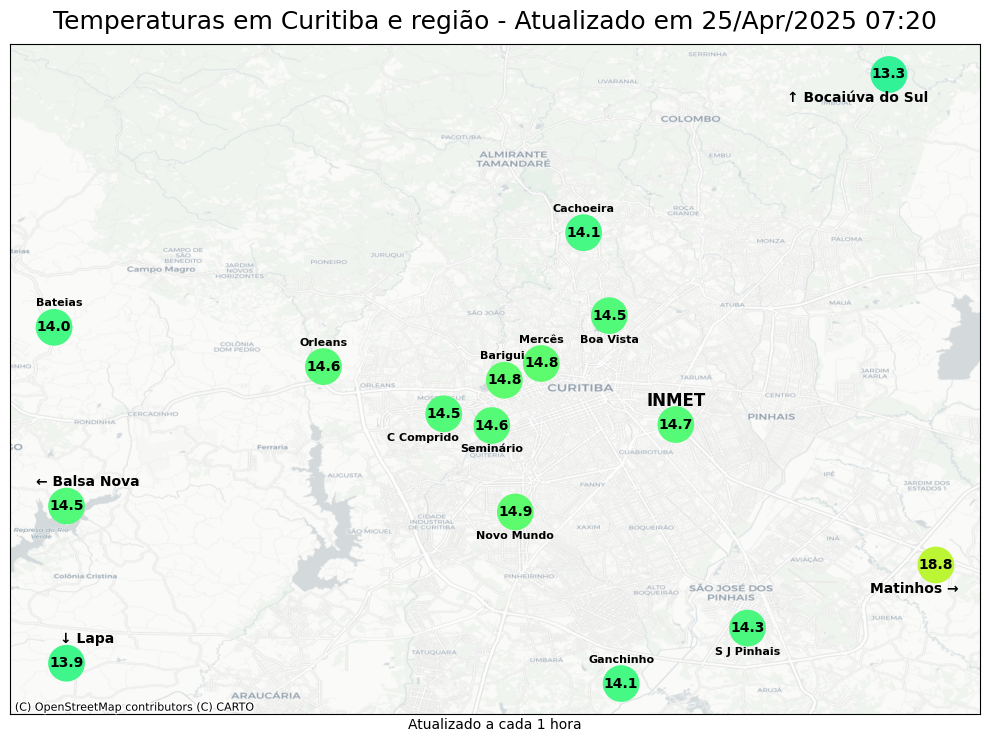 Temperaturas em Curitiba e região - Atualizado em 25/Apr/2025 07:20
SERRINHA
13.3
↑ Bocaiúva do Sul
UVARANAL
COLOMBO
PACOTUBA
ALMIRANTE
TAMANDARÉ
EMBU
Cachoeira
14.1
ROÇA
GRANDE
MONZA
PALOMA
CAMPO DE
SÃO
BENEDITO
Campo Magro
JARDIM
NOVOS
HORIZONTES
PIONEIRO
JURUQUI
Bateias
14.0
SÃO JOÃO
14.5
Boa Vista
ATUBA
MAUÁ
COLÔNIA
DOM PEDRO
Orleans
14.6
Mercês
14.8
Barigui
14.8
ORLEANS
CURITIBA
TARUMÃ
JARDIM
KARLA
CENTRO
PINHAIS
INMET
14.7
14.5
C Comprido
14.6
Seminário
CERCADINHO
RONDINHA
Ferraria
GUABIROTUBA
AUGUSTA
FANNY
IPÊ
JARDIM DOS
ESTADOS I
← Balsa Nova
14.5
Represa do Rio
Verde
14.9
Novo Mundo
CIDADE
INDUSTRIAL
DE CURITIBA
SÃO MIGUEL
XAXIM
BOQUEIRÃO
INÁ
AVIAÇÃO
18.8
Matinhos →
Colônia Cristina
PINHEIRINHO
ALTO
BOQUEIRÃO
SÃO JOSÉ DOS
PINHAIS
JUREMA
14.3
S J Pinhais
↓ Lapa
13.9
TATUQUARA
UMBARÁ
Ganchinho
14.1
ARAUCÁRIA
ARUJÁ
(C) OpenStreetMap contributors (C) CARTO
Atualizado a cada 1 hora